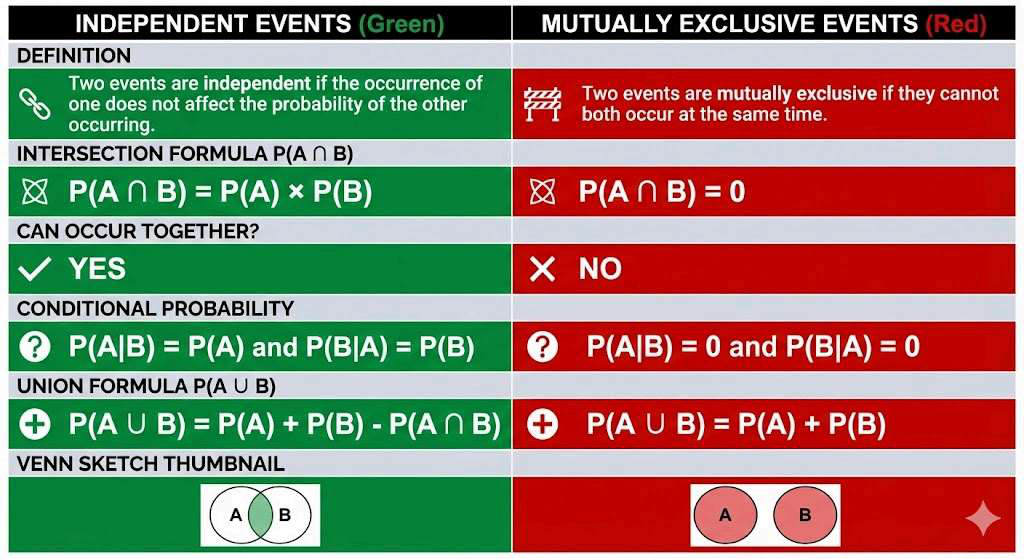 INDEPENDENT EVENTS (Green)
MUTUALLY EXCLUSIVE EVENTS (Red)
DEFINITION
Two events are independent if the occurrence of
one does not affect the probability of the other
occurring.
Two events are mutually exclusive if they cannot
both occur at the same time.
INTERSECTION FORMULA P(A ∩ B)
P(A ∩ B) = P(A) × P(B)
P(A ∩ B) = 0
CAN OCCUR TOGETHER?
YES
NO
CONDITIONAL PROBABILITY
? P(A|B) = P(A) and P(B|A) = P(B)
? P(A|B) = 0 and P(B|A) = 0
UNION FORMULA P(A ∪ B)
P(A ∪ B) = P(A) + P(B) - P(A ∩ B)
P(A ∪ B) = P(A) + P(B)
VENN SKETCH THUMBNAIL
A B
A B